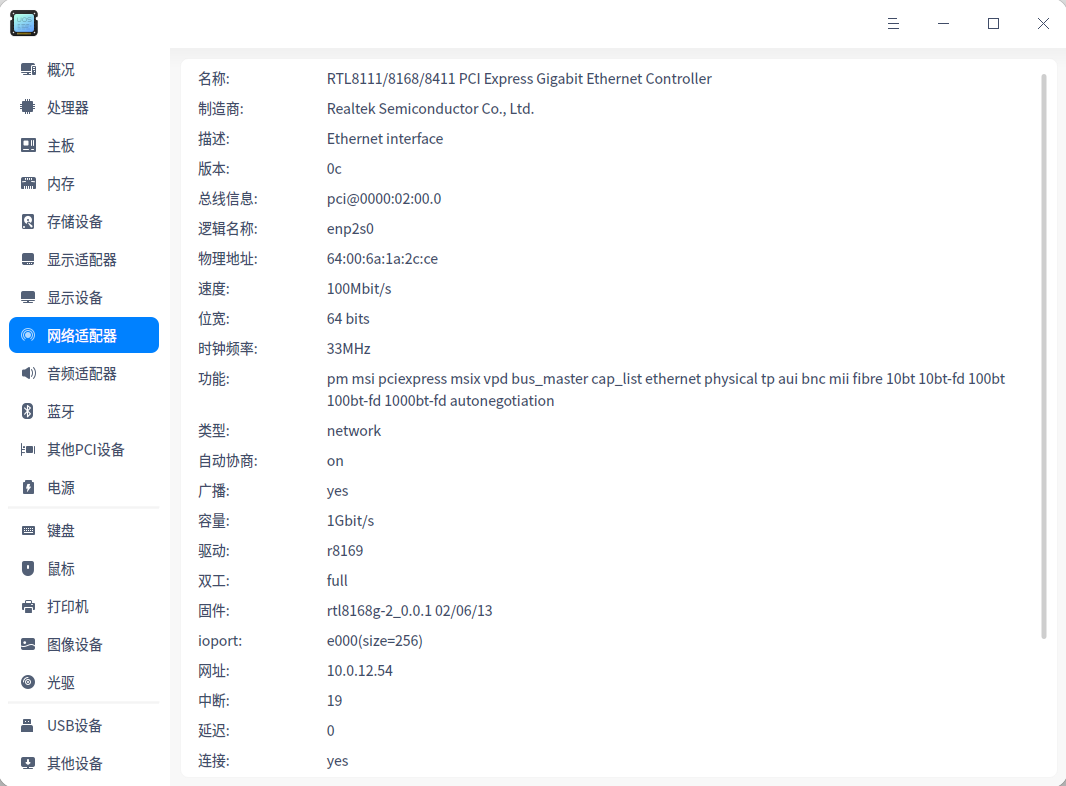 概况
处理器
主板
内存
存储设备
显示适配器
显示设备
网络适配器
音频适配器
蓝牙
其他PCI设备
电源
键盘
鼠标
打印机
图像设备
光驱
USB设备
其他设备
名称: RTL8111/8168/8411 PCI Express Gigabit Ethernet Controller
制造商: Realtek Semiconductor Co., Ltd.
描述: Ethernet interface
版本: 0c
总线信息: pci@0000:02:00.0
逻辑名称: enp2s0
物理地址: 64:00:6a:1a:2c:ce
速度: 100Mbit/s
位宽: 64 bits
时钟频率: 33MHz
功能: pm msi pciexpress msix vpd bus_master cap_list ethernet physical tp aui bnc mii fibre 10bt 10bt-fd 100bt
100bt-fd 1000bt-fd autonegotiation
类型: network
自动协商: on
广播: yes
容量: 1Gbit/s
驱动: r8169
双工: full
固件: rtl8168g-2_0.0.1 02/06/13
ioport: e000(size=256)
网址: 10.0.12.54
中断: 19
延迟: 0
连接: yes